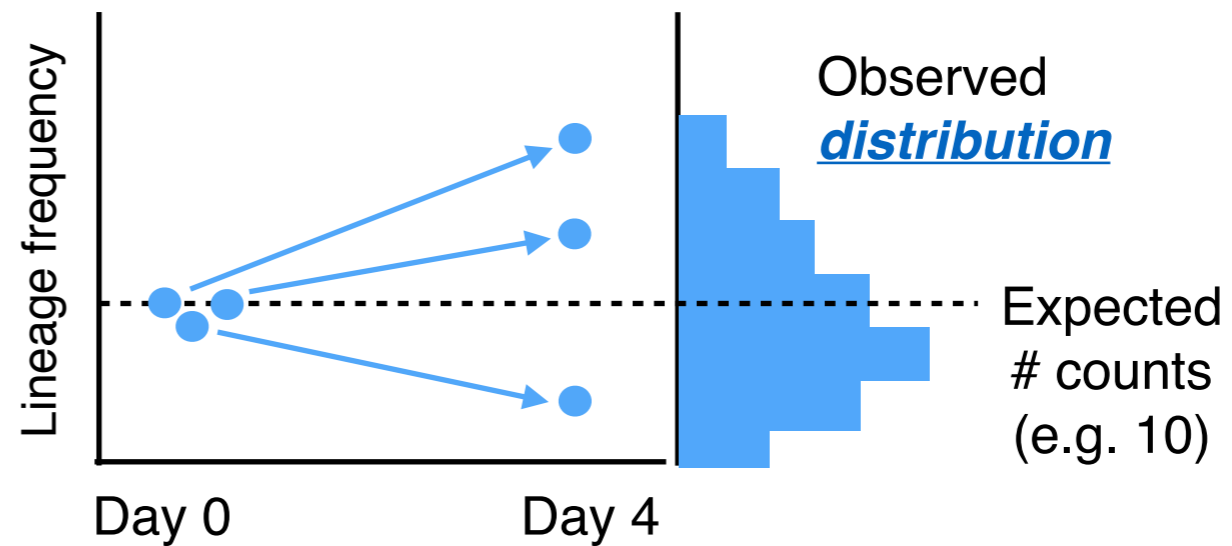 Lineage frequency
Observed
distribution
Expected
# counts
(e.g. 10)
Day 0
Day 4